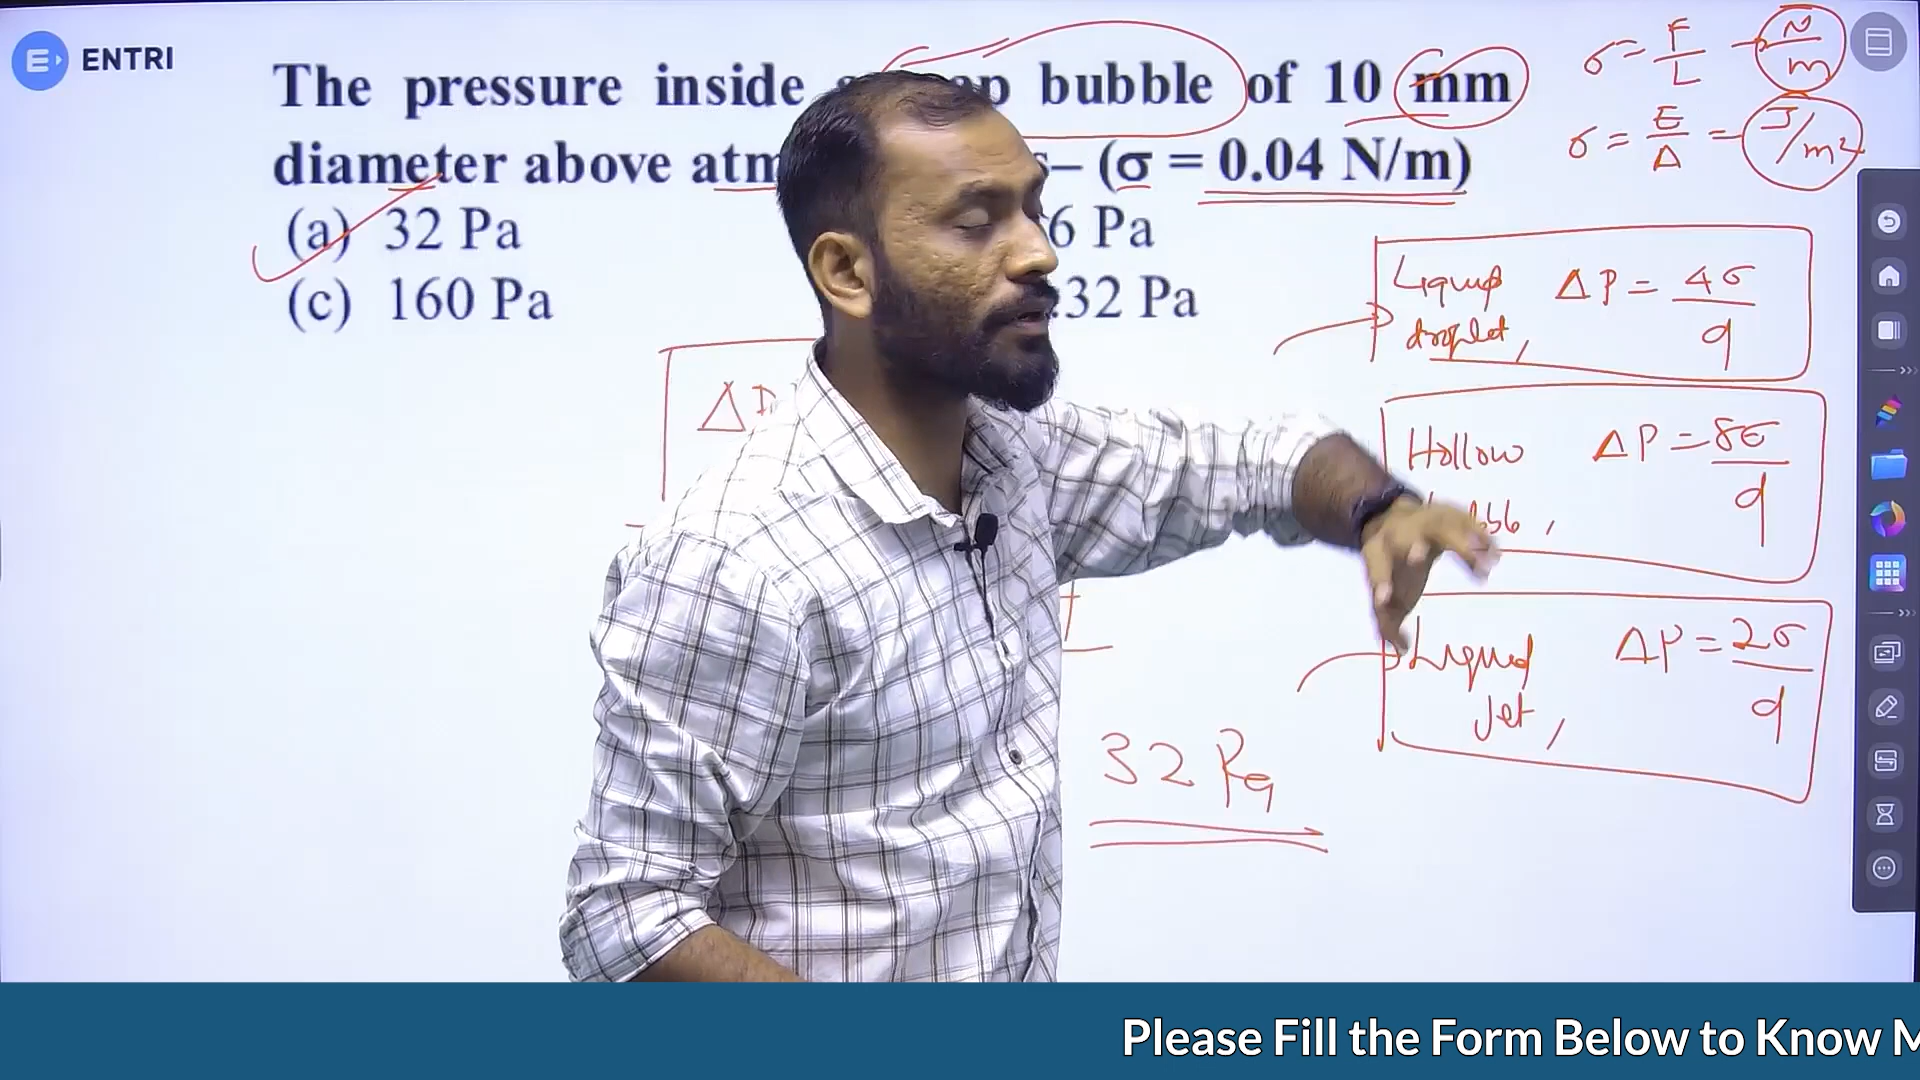 ENTRI
The pressure inside bubble of 10 mm
diameter above – (σ = 0.04 N/m)
(a) 32 Pa
6 Pa
(c) 160 Pa
32 Pa
σ = F/L → N/m
σ = E/A = J/m²
Liquid droplet, ΔP = 4σ/d
Hollow ΔP = 8σ/d
Liquid Jet, ΔP = 2σ/d
32 Pa
Please Fill the Form Below to Know